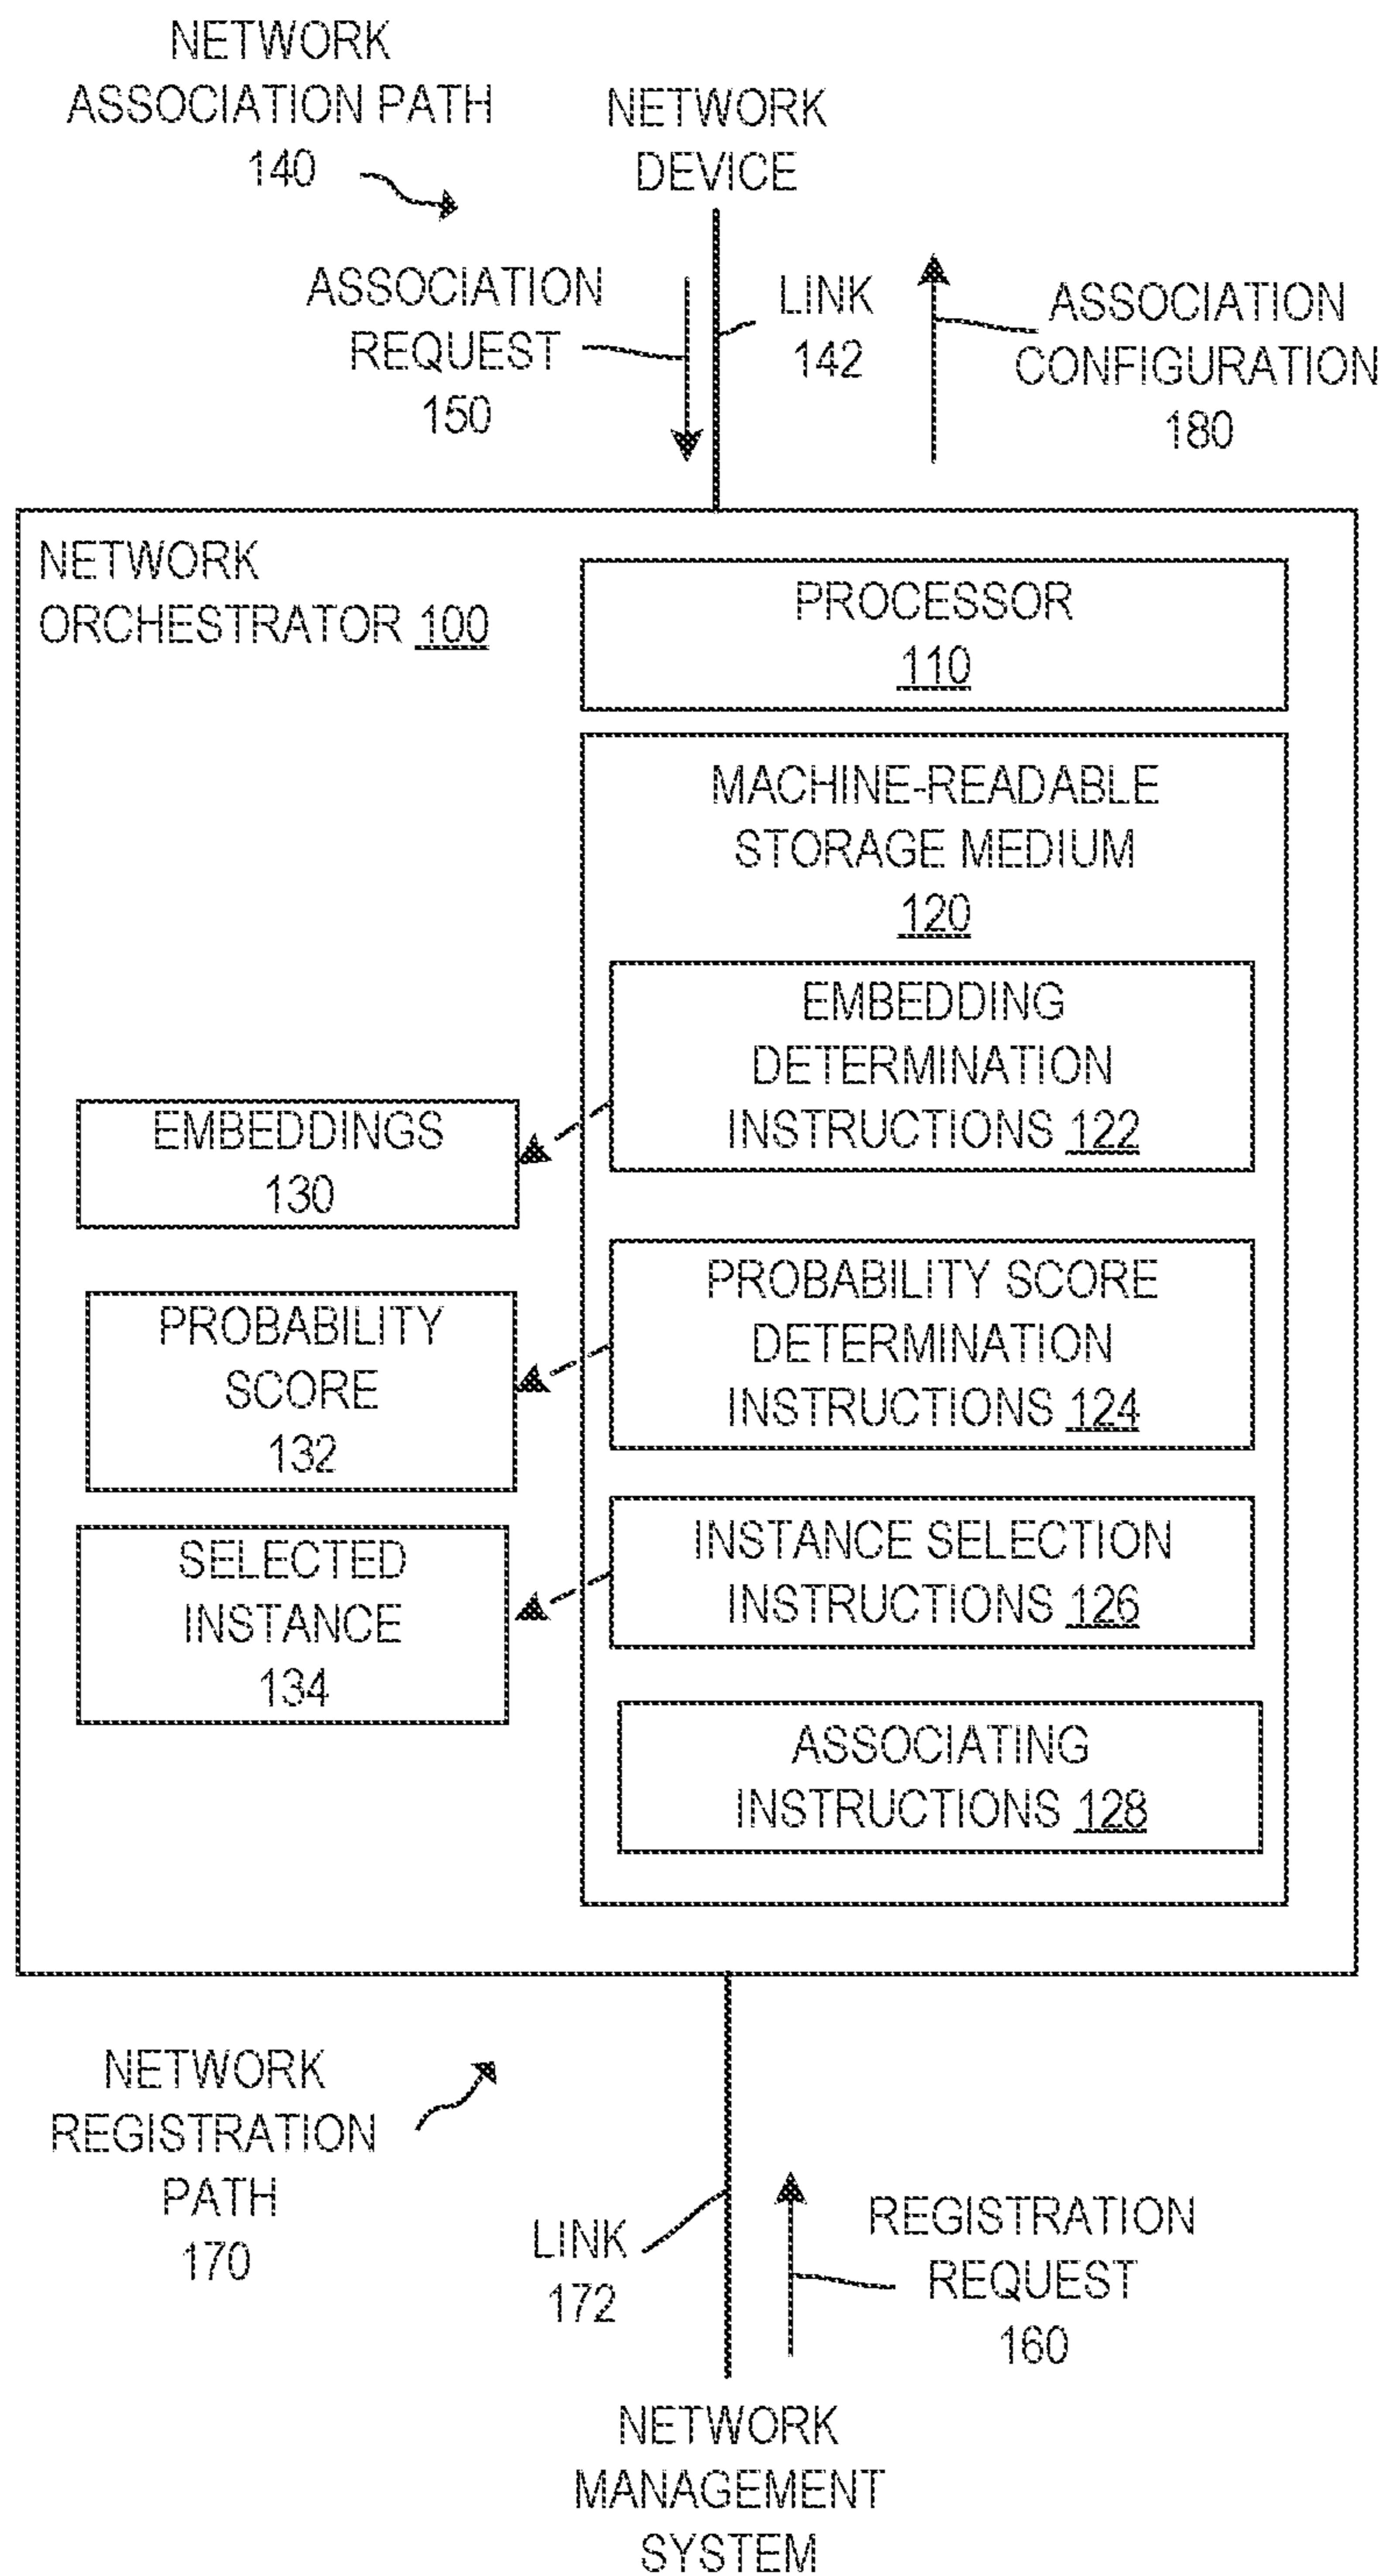 NETWORK
ASSOCIATION PATH
140
NETWORK
DEVICE
ASSOCIATION
REQUEST
150
LINK
142
ASSOCIATION
CONFIGURATION
180
NETWORK
ORCHESTRATOR 100
PROCESSOR
110
MACHINE-READABLE
STORAGE MEDIUM
120
EMBEDDING
DETERMINATION
INSTRUCTIONS 122
EMBEDDINGS
130
PROBABILITY SCORE
DETERMINATION
INSTRUCTIONS 124
PROBABILITY
SCORE
132
INSTANCE SELECTION
INSTRUCTIONS 126
SELECTED
INSTANCE
134
ASSOCIATING
INSTRUCTIONS 128
NETWORK
REGISTRATION
PATH
170
LINK
172
REGISTRATION
REQUEST
160
NETWORK
MANAGEMENT
SYSTEM